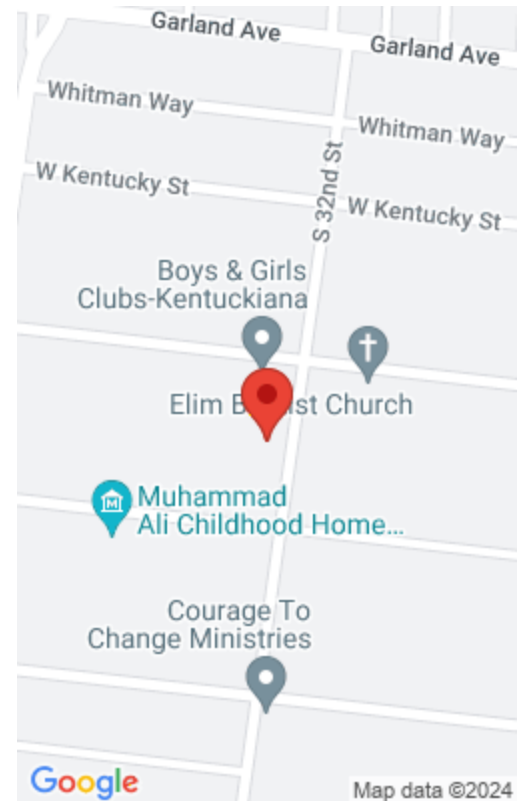 Garland Ave
Garland Ave
Whitman Way
Whitman Way
W Kentucky St
W Kentucky St
S 32nd St
Boys & Girls
Clubs-Kentuckiana
Elim B st Church
Muhammad
Ali Childhood Home...
Courage To
Change Ministries
Google
Map data ©2024